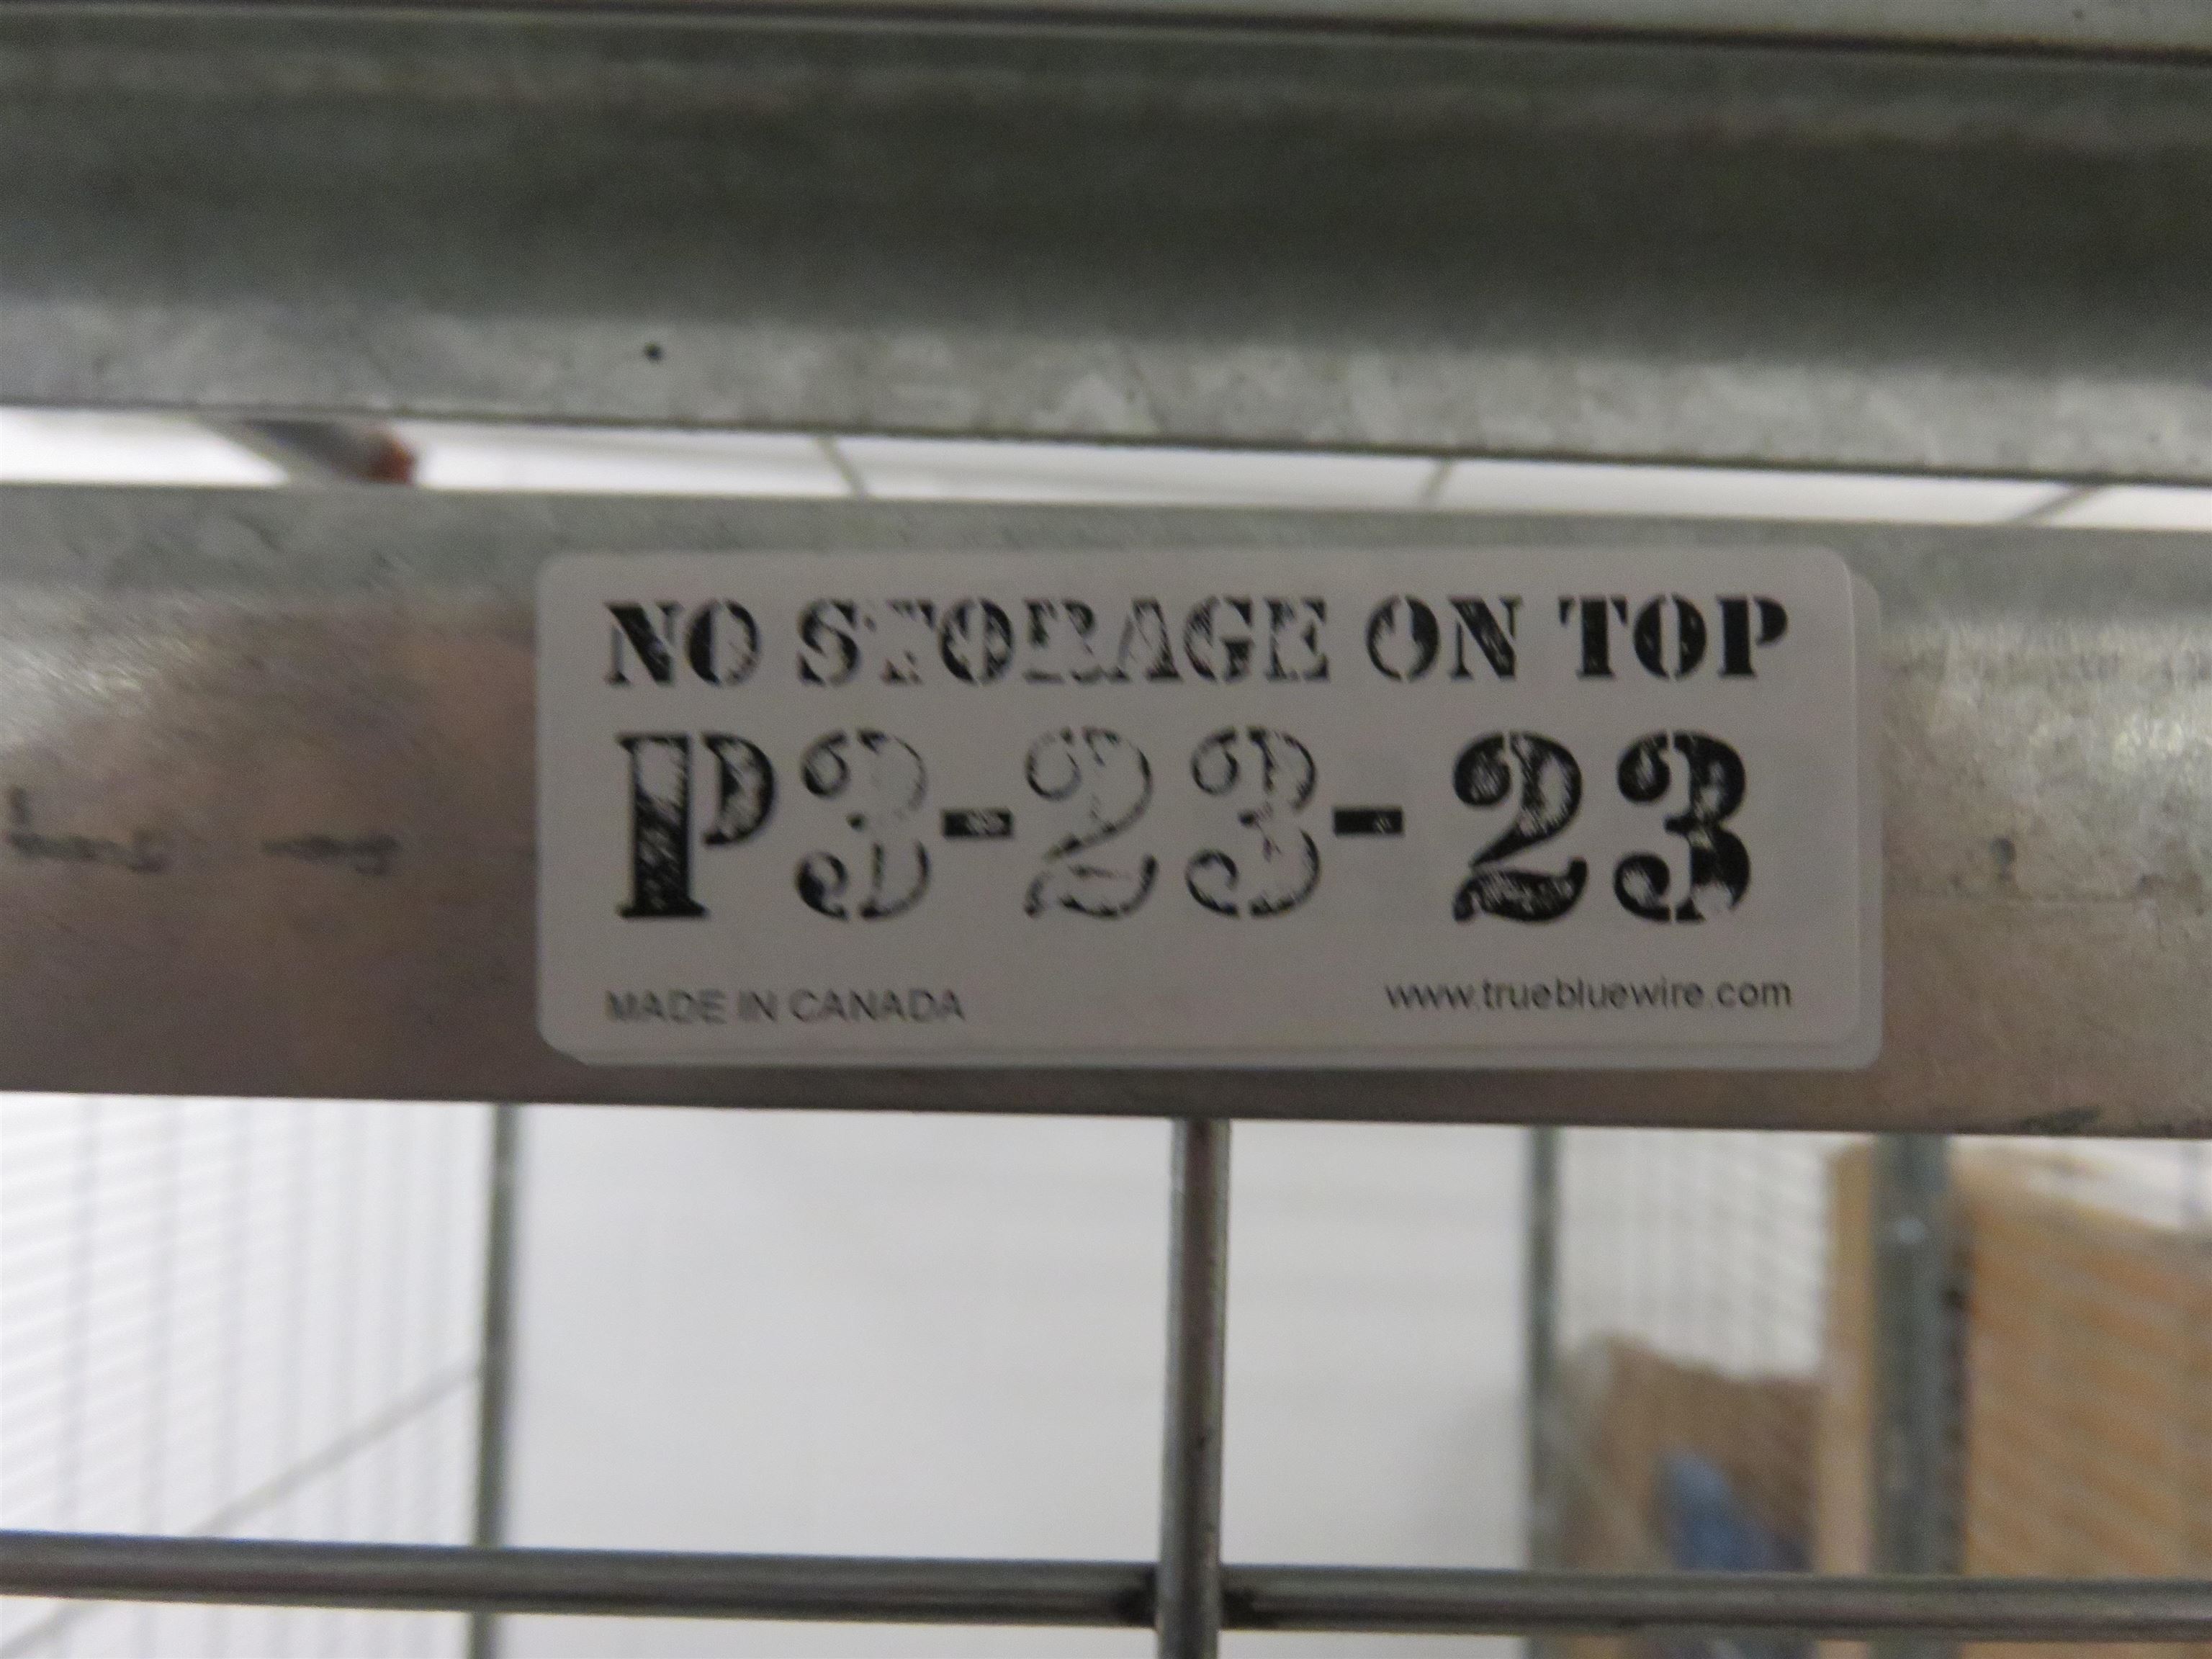 NO STORAGE ON TOP
P3-23-23
MADE IN CANADA
www.truebluewire.com